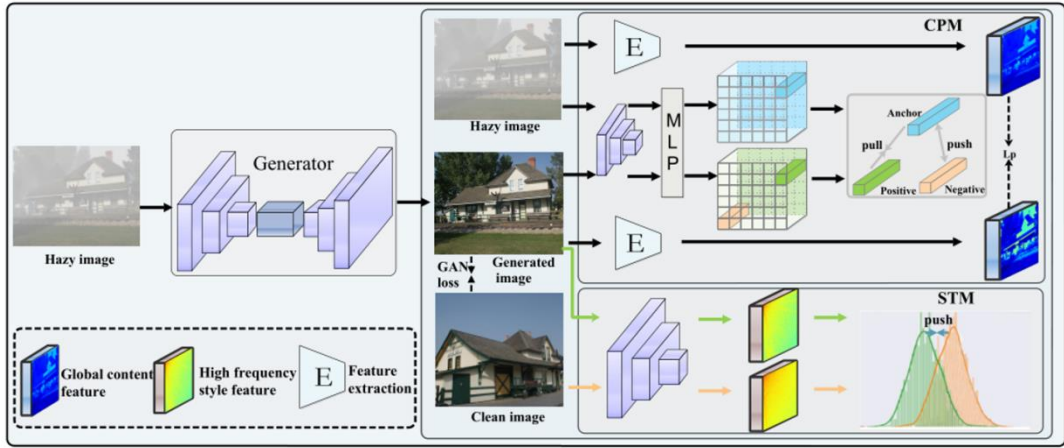 CPM
E
Hazy image
MLP
Anchor
pull
push
Positive
Negative
Lp
Generator
Hazy image
Generated
image
E
GAN
loss
STM
push
Clean image
Global content
feature
High frequency
style feature
E
Feature
extraction